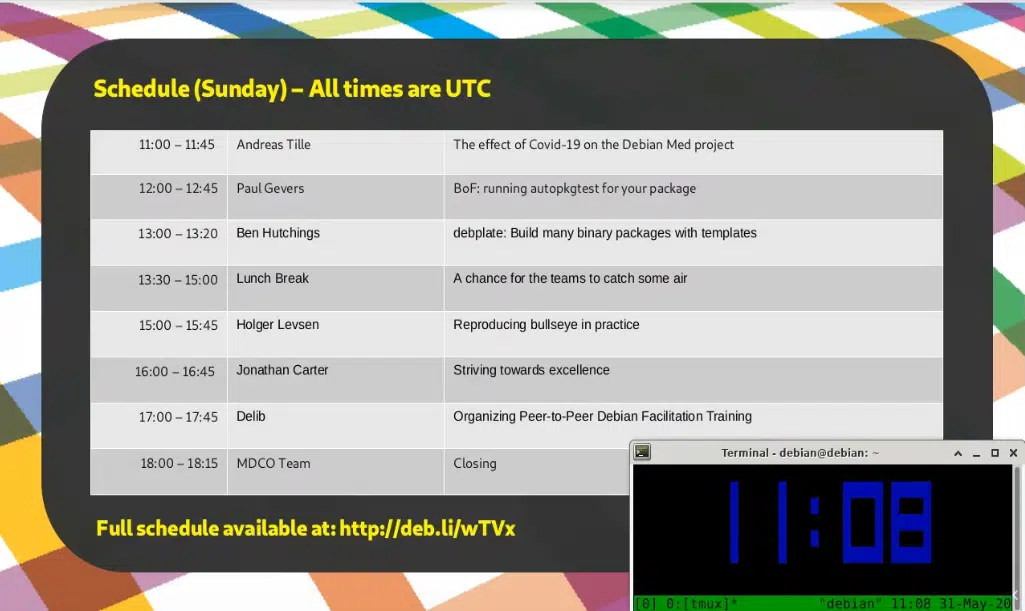 Schedule (Sunday) – All times are UTC
11:00 – 11:45 Andreas Tille The effect of Covid-19 on the Debian Med project
12:00 – 12:45 Paul Gevers BoF: running autopkgtest for your package
13:00 – 13:20 Ben Hutchings debplate: Build many binary packages with templates
13:30 – 15:00 Lunch Break A chance for the teams to catch some air
15:00 – 15:45 Holger Levsen Reproducing bullseye in practice
16:00 – 16:45 Jonathan Carter Striving towards excellence
17:00 – 17:45 Delib Organizing Peer-to-Peer Debian Facilitation Training
18:00 – 18:15 MDCO Team Closing
Full schedule available at: http://deb.li/wTVx
Terminal - debian@debian: ~
11:08
[0] 0:[tmux]* "debian" 11:08 31-May-20